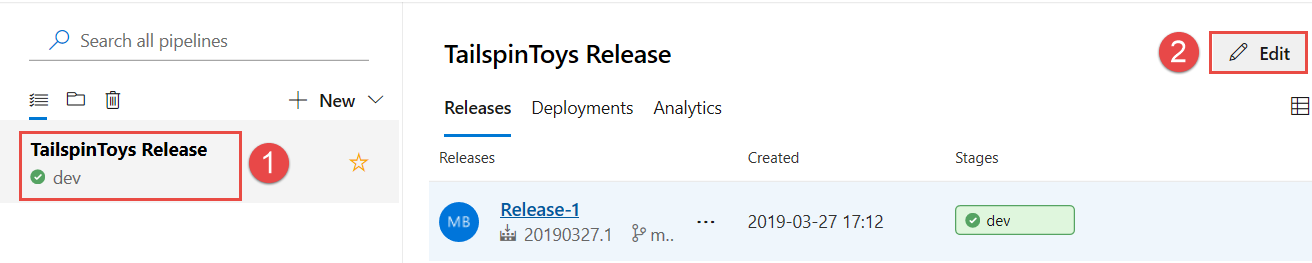 Search all pipelines
New
TailspinToys Release
dev
1
TailspinToys Release
2
Edit
Releases Deployments Analytics
Releases Created Stages
MB
Release-1
...
20190327.1 m..
2019-03-27 17:12
dev